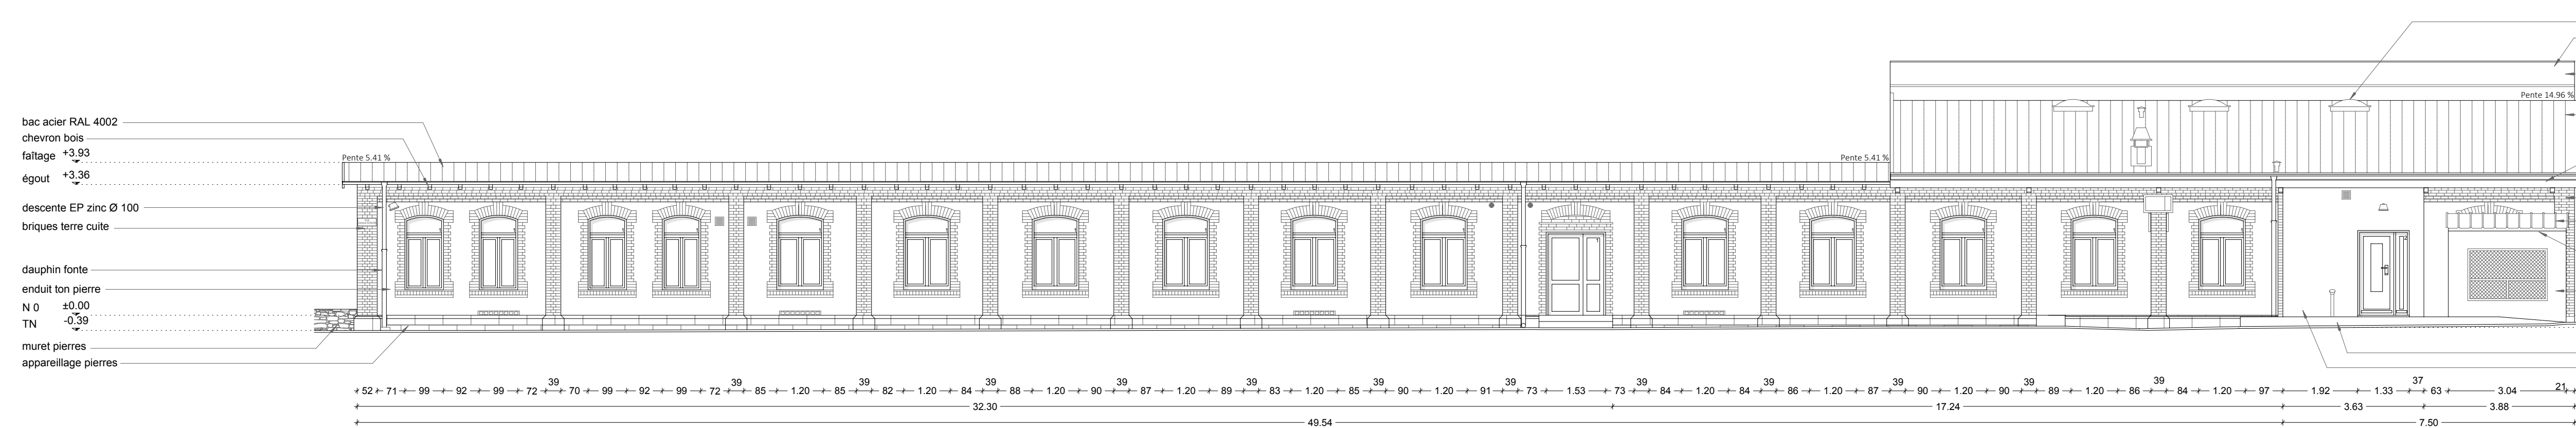 Pente 14.96 %
bac acier RAL 4002
chevron bois
faîtage +3.93
Pente 5.41 %
Pente 5.41 %
égout +3.36
descente EP zinc Ø 100
briques terre cuite
dauphin fonte
enduit ton pierre
N 0 ±0.00
TN -0.39
muret pierres
appareillage pierres
39 39 39 39 39 39 39 39 39 39 39 39 39 37
52 71 99 92 99 72 70 99 92 99 72 85 1.20 85 82 1.20 84 88 1.20 90 87 1.20 89 83 1.20 85 90 1.20 91 73 1.53 73 84 1.20 84 86 1.20 87 90 1.20 90 89 1.20 86 84 1.20 97 1.92 1.33 63 3.04 21
32.30 17.24 3.63 3.88
49.54 7.50